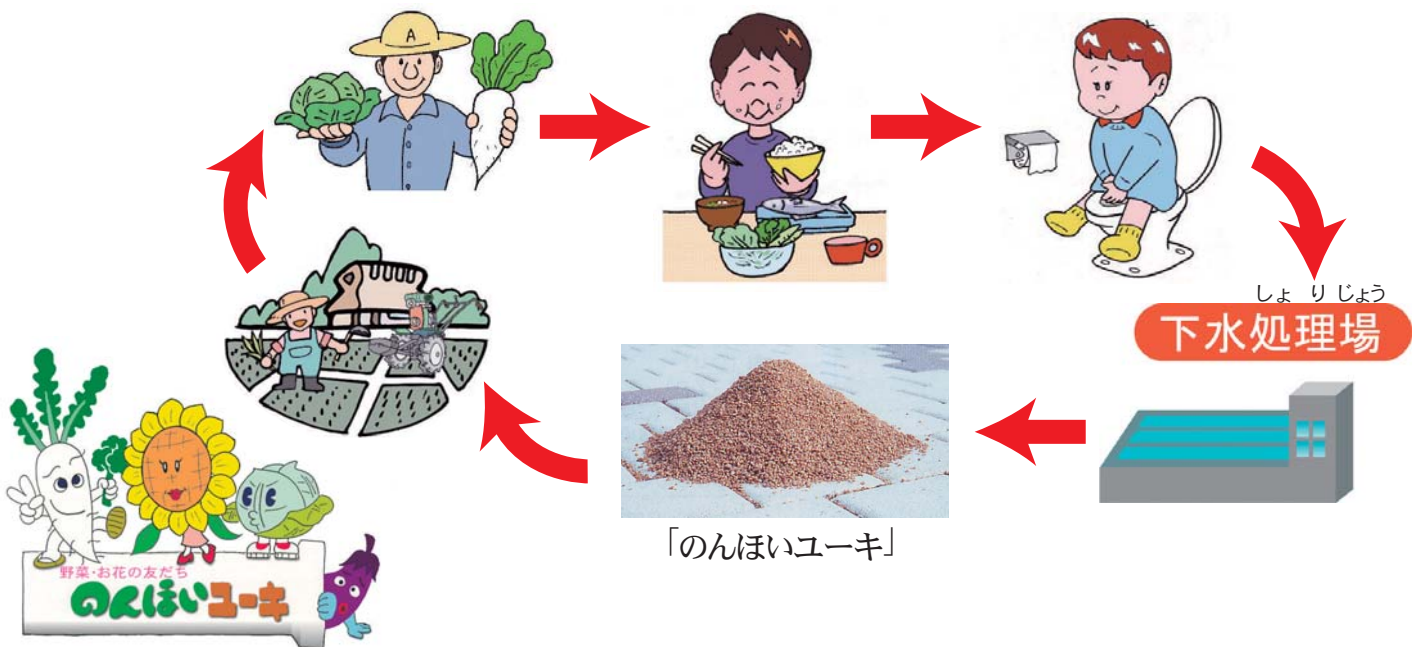 A
しょりじょう
下水処理場
「のんほいユーキ」
野菜・お花の友だち
のんほいユーキ